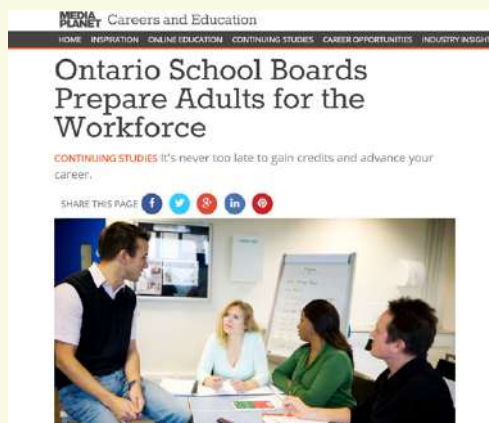 MEDIA
PLANET Careers and Education
HOME INSPIRATION ONLINE EDUCATION CONTINUING STUDIES CAREER OPPORTUNITIES INDUSTRY INSIGHT
Ontario School Boards
Prepare Adults for the
Workforce
CONTINUING STUDIES It's never too late to gain credits and advance your
career.
SHARE THIS PAGE